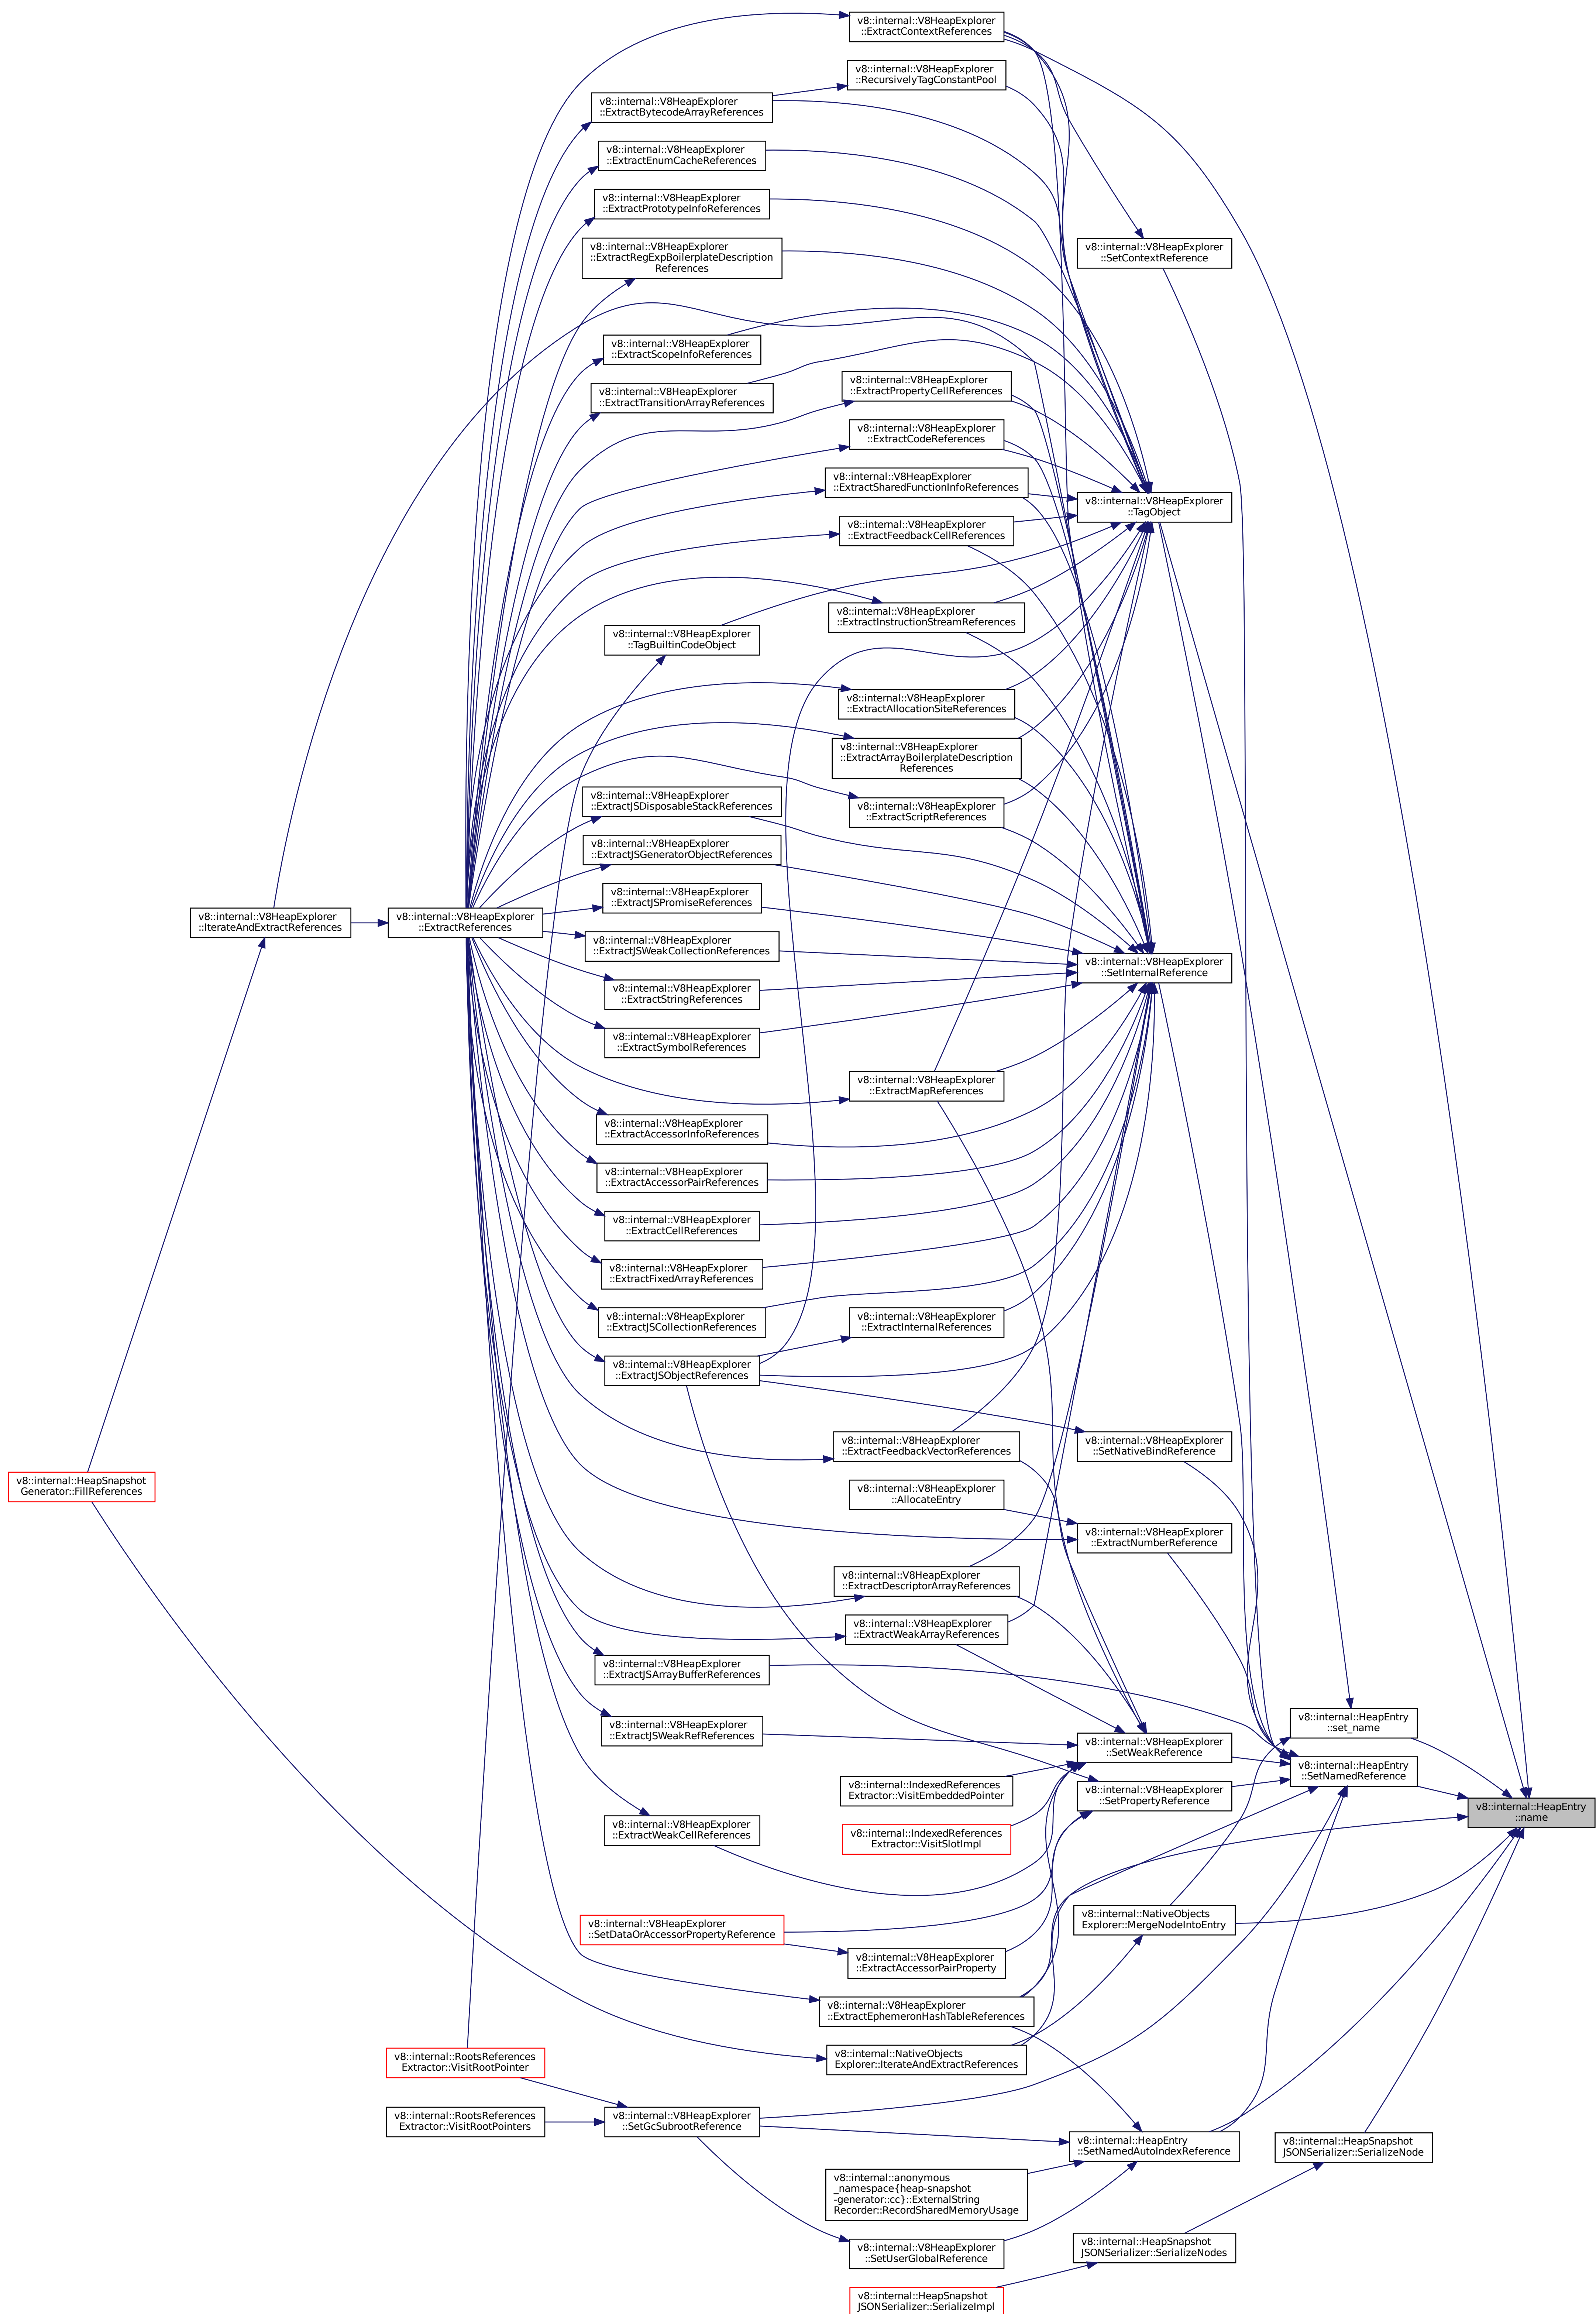 v8::internal::V8HeapExplorer
::ExtractContextReferences
v8::internal::V8HeapExplorer
::RecursivelyTagConstantPool
v8::internal::V8HeapExplorer
::ExtractBytecodeArrayReferences
v8::internal::V8HeapExplorer
::ExtractEnumCacheReferences
v8::internal::V8HeapExplorer
::ExtractPrototypeInfoReferences
v8::internal::V8HeapExplorer
::ExtractRegExpBoilerplateDescription
References
v8::internal::V8HeapExplorer
::SetContextReference
v8::internal::V8HeapExplorer
::ExtractScopeInfoReferences
v8::internal::V8HeapExplorer
::ExtractTransitionArrayReferences
v8::internal::V8HeapExplorer
::ExtractPropertyCellReferences
v8::internal::V8HeapExplorer
::ExtractCodeReferences
v8::internal::V8HeapExplorer
::ExtractSharedFunctionInfoReferences
v8::internal::V8HeapExplorer
::TagObject
v8::internal::V8HeapExplorer
::ExtractFeedbackCellReferences
v8::internal::V8HeapExplorer
::ExtractInstructionStreamReferences
v8::internal::V8HeapExplorer
::TagBuiltinCodeObject
v8::internal::V8HeapExplorer
::ExtractAllocationSiteReferences
v8::internal::V8HeapExplorer
::ExtractArrayBoilerplateDescription
References
v8::internal::V8HeapExplorer
::ExtractJSDisposableStackReferences
v8::internal::V8HeapExplorer
::ExtractScriptReferences
v8::internal::V8HeapExplorer
::ExtractJSGeneratorObjectReferences
v8::internal::V8HeapExplorer
::ExtractJSPromiseReferences
v8::internal::V8HeapExplorer
::IterateAndExtractReferences
v8::internal::V8HeapExplorer
::ExtractReferences
v8::internal::V8HeapExplorer
::ExtractJSWeakCollectionReferences
v8::internal::V8HeapExplorer
::SetInternalReference
v8::internal::V8HeapExplorer
::ExtractStringReferences
v8::internal::V8HeapExplorer
::ExtractSymbolReferences
v8::internal::V8HeapExplorer
::ExtractMapReferences
v8::internal::V8HeapExplorer
::ExtractAccessorInfoReferences
v8::internal::V8HeapExplorer
::ExtractAccessorPairReferences
v8::internal::V8HeapExplorer
::ExtractCellReferences
v8::internal::V8HeapExplorer
::ExtractFixedArrayReferences
v8::internal::V8HeapExplorer
::ExtractJSCollectionReferences
v8::internal::V8HeapExplorer
::ExtractInternalReferences
v8::internal::V8HeapExplorer
::ExtractJSObjectReferences
v8::internal::V8HeapExplorer
::ExtractFeedbackVectorReferences
v8::internal::V8HeapExplorer
::SetNativeBindReference
v8::internal::HeapSnapshot
Generator::FillReferences
v8::internal::V8HeapExplorer
::AllocateEntry
v8::internal::V8HeapExplorer
::ExtractNumberReference
v8::internal::V8HeapExplorer
::ExtractDescriptorArrayReferences
v8::internal::V8HeapExplorer
::ExtractWeakArrayReferences
v8::internal::V8HeapExplorer
::ExtractJSArrayBufferReferences
v8::internal::V8HeapExplorer
::ExtractJSWeakRefReferences
v8::internal::HeapEntry
::set_name
v8::internal::V8HeapExplorer
::SetWeakReference
v8::internal::HeapEntry
::SetNamedReference
v8::internal::IndexedReferences
Extractor::VisitEmbeddedPointer
v8::internal::V8HeapExplorer
::SetPropertyReference
v8::internal::HeapEntry
::name
v8::internal::V8HeapExplorer
::ExtractWeakCellReferences
v8::internal::IndexedReferences
Extractor::VisitSlotImpl
v8::internal::V8HeapExplorer
::SetDataOrAccessorPropertyReference
v8::internal::NativeObjects
Explorer::MergeNodeIntoEntry
v8::internal::V8HeapExplorer
::ExtractAccessorPairProperty
v8::internal::V8HeapExplorer
::ExtractEphemeronHashTableReferences
v8::internal::RootsReferences
Extractor::VisitRootPointer
v8::internal::NativeObjects
Explorer::IterateAndExtractReferences
v8::internal::RootsReferences
Extractor::VisitRootPointers
v8::internal::V8HeapExplorer
::SetGcSubrootReference
v8::internal::HeapEntry
::SetNamedAutoIndexReference
v8::internal::HeapSnapshot
JSONSerializer::SerializeNode
v8::internal::anonymous
_namespace{heap-snapshot
-generator::cc}::ExternalString
Recorder::RecordSharedMemoryUsage
v8::internal::V8HeapExplorer
::SetUserGlobalReference
v8::internal::HeapSnapshot
JSONSerializer::SerializeNodes
v8::internal::HeapSnapshot
JSONSerializer::SerializeImpl